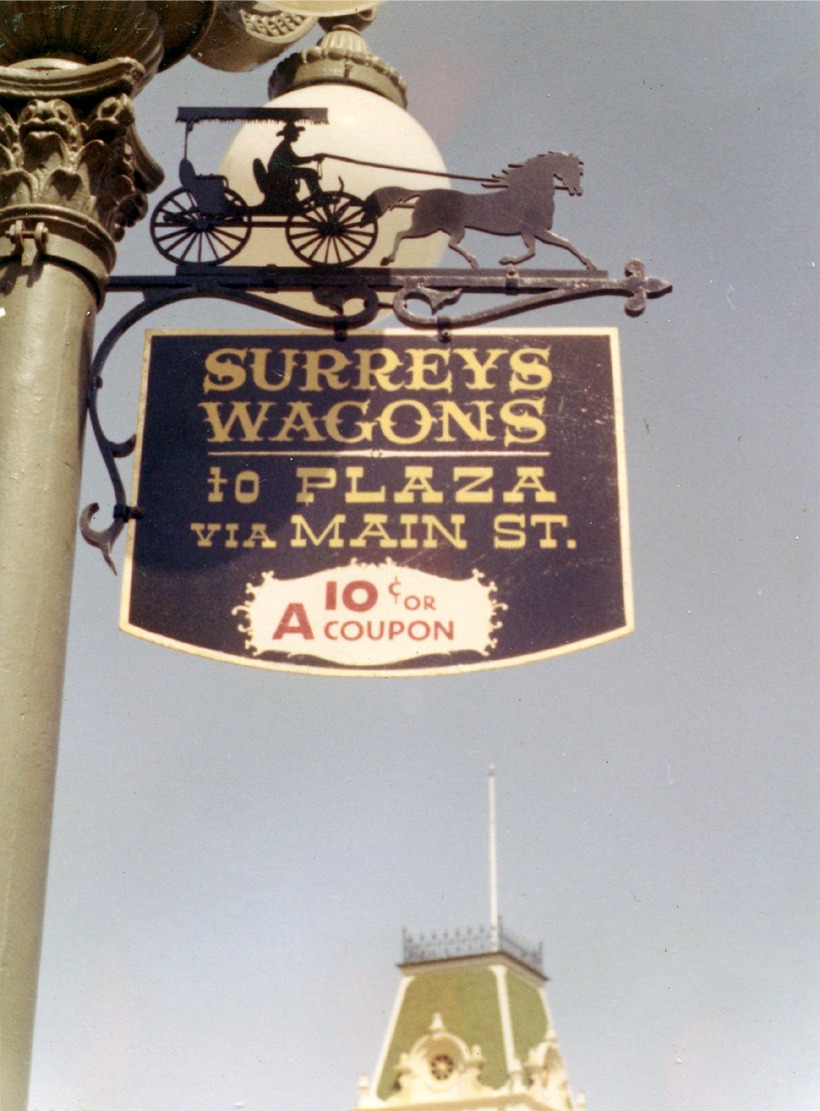 SURREYS
WAGONS
to PLAZA
VIA MAIN ST.
10¢ OR
A COUPON